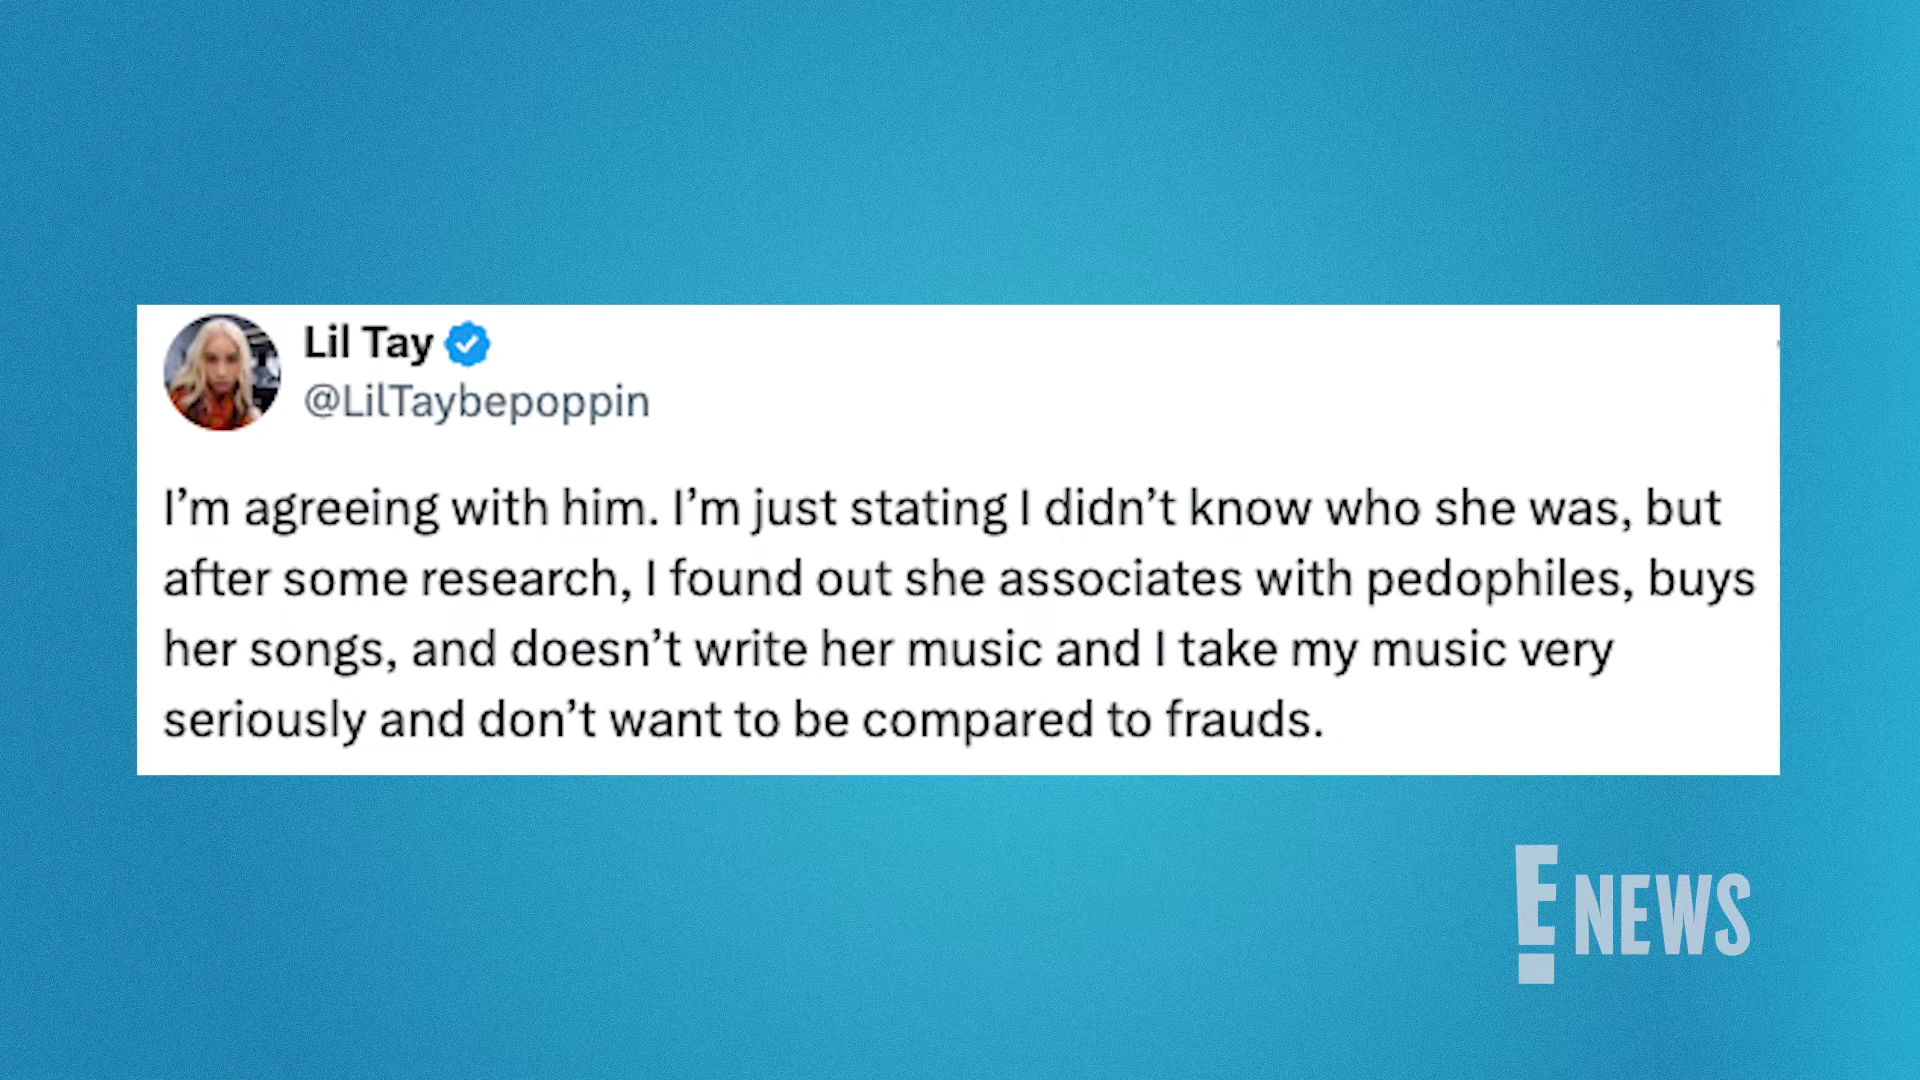 Lil Tay
@LilTaybepoppin
I’m agreeing with him. I’m just stating I didn’t know who she was, but
after some research, I found out she associates with pedophiles, buys
her songs, and doesn’t write her music and I take my music very
seriously and don’t want to be compared to frauds.
E! NEWS